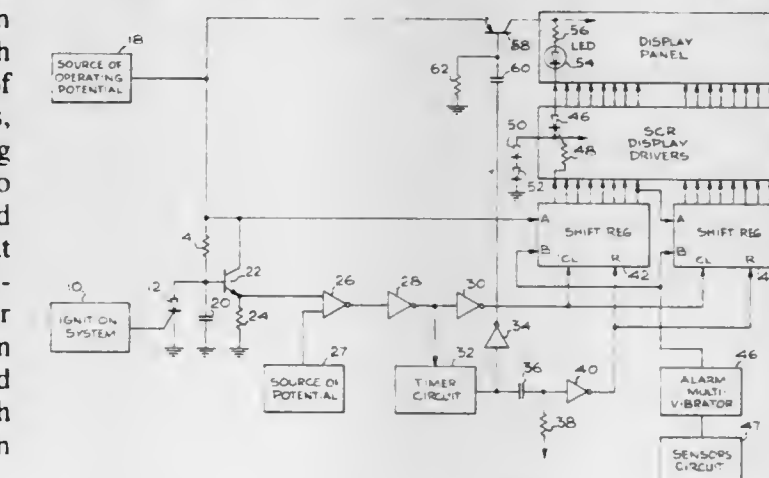 n
h
of
s,
g
o
d
t
-
r
n
d
h
n
18
SOURCE OF
OPERATING
POTENTIAL
58
56
LED
54
DISPLAY
PANEL
62
60
50
52
46
48
SCR
DISPLAY
DRIVERS
4
A
B
SHIFT REG
CL
R
42
A
B
SHIFT REG
CL
R
4
10
IGNITION
SYSTEM
12
20
22
24
26
28
30
34
27
SOURCE OF
POTENTIAL
32
TIMER
CIRCUIT
36
38
40
46
ALARM
MULTI-
VIBRATOR
47
SENSORS
CIRCUIT